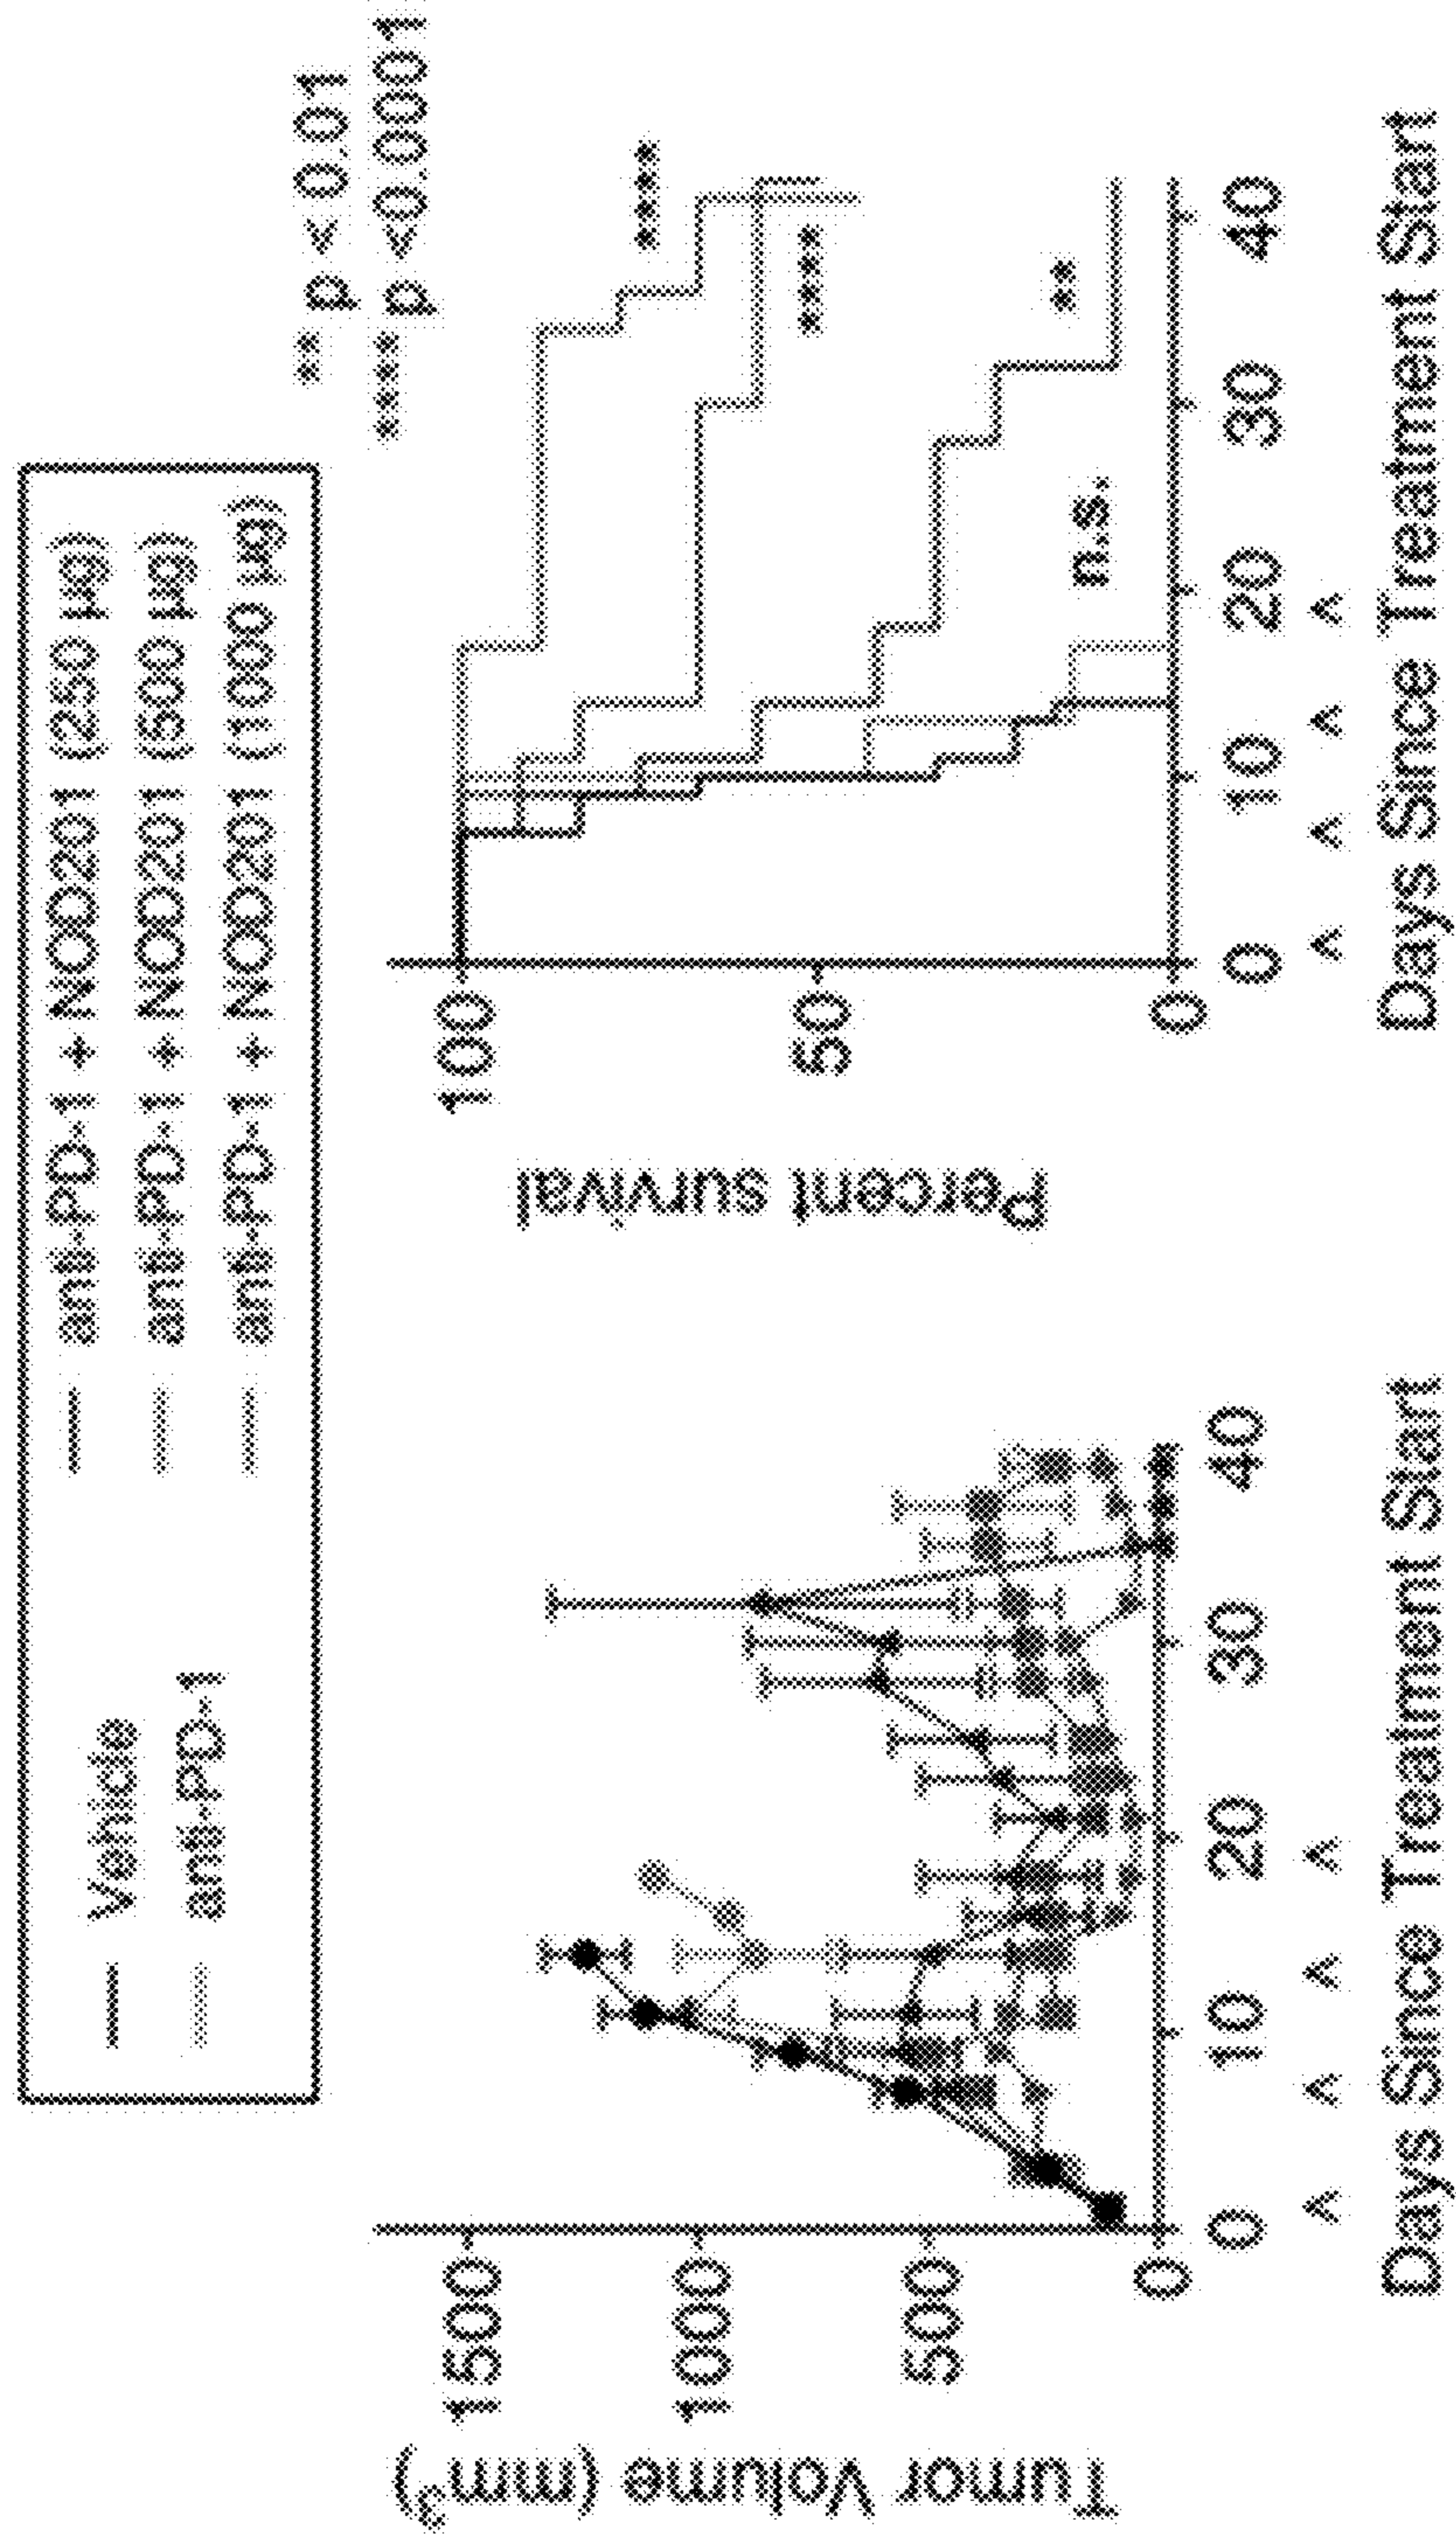 Vehicle
anti-PD-1
anti-PD-1 + NOD201 (250 µg)
anti-PD-1 + NOD201 (500 µg)
anti-PD-1 + NOD201 (1000 µg)
** p < 0.01
**** p <0.0001
Tumor Volume (mm³)
1500
1000
500
0
0 10 20 30 40
^ ^ ^ ^
Days Since Treatment Start
Percent survival
100
50
0
****
****
**
n.s.
0 10 20 30 40
^ ^ ^ ^
Days Since Treatment Start